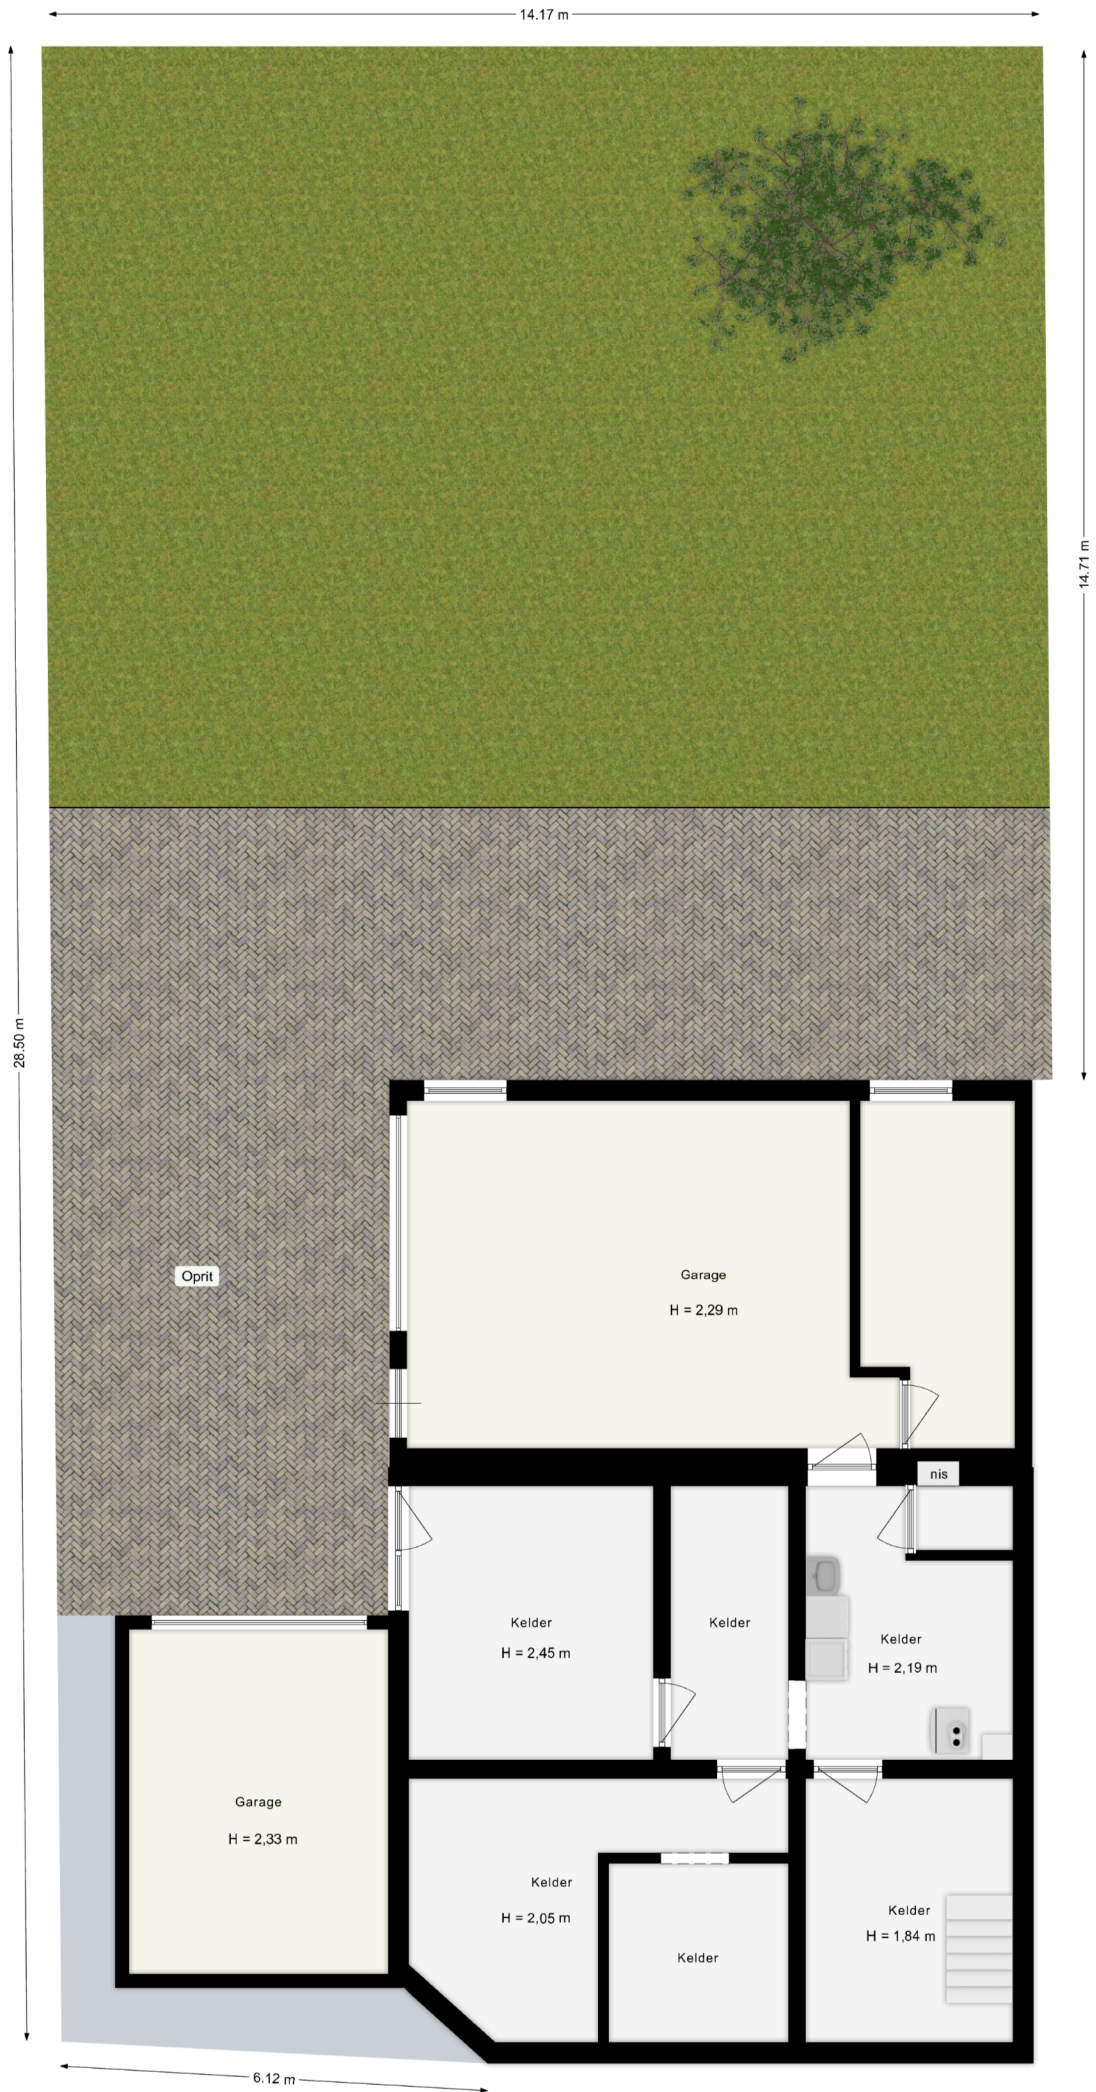 14.17 m
14.71 m
28.50 m
Oprit
Garage
H = 2,29 m
nis
Kelder
H = 2,45 m
Kelder
Kelder
H = 2,19 m
Garage
H = 2,33 m
Kelder
H = 2,05 m
Kelder
Kelder
H = 1,84 m
6.12 m